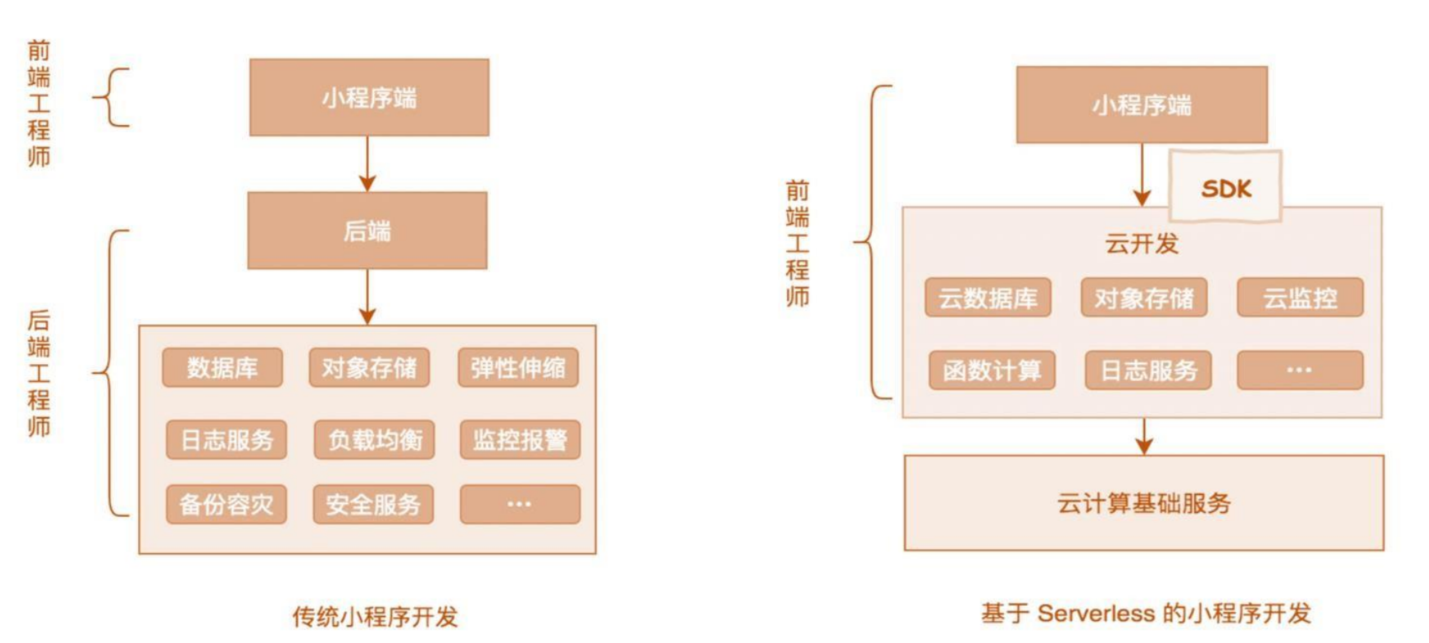 前端工程师
小程序端
后端
后端工程师
数据库 对象存储 弹性伸缩
日志服务 负载均衡 监控报警
备份容灾 安全服务 ···
传统小程序开发
前端工程师
小程序端
SDK
云开发
云数据库 对象存储 云监控
函数计算 日志服务 ···
云计算基础服务
基于 Serverless 的小程序开发